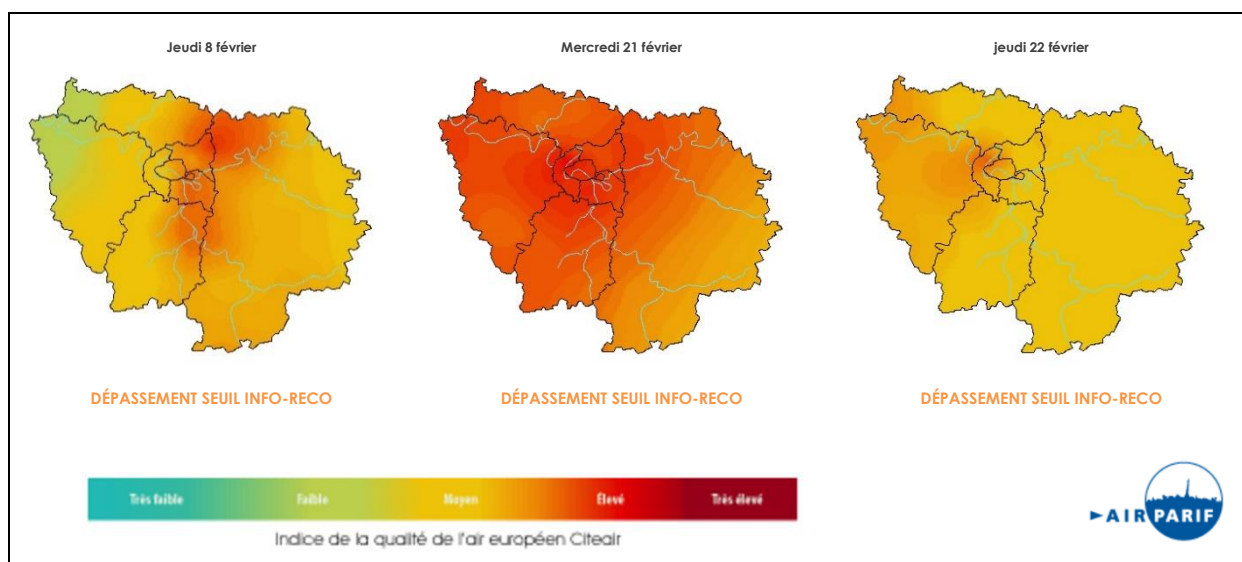 Jeudi 8 février
Mercredi 21 février
jeudi 22 février
DÉPASSEMENT SEUIL INFO-RECO
DÉPASSEMENT SEUIL INFO-RECO
DÉPASSEMENT SEUIL INFO-RECO
Très faible
Faible
Moyen
Élevé
Très élevé
Indice de la qualité de l'air européen Citeair
AIRPARIF